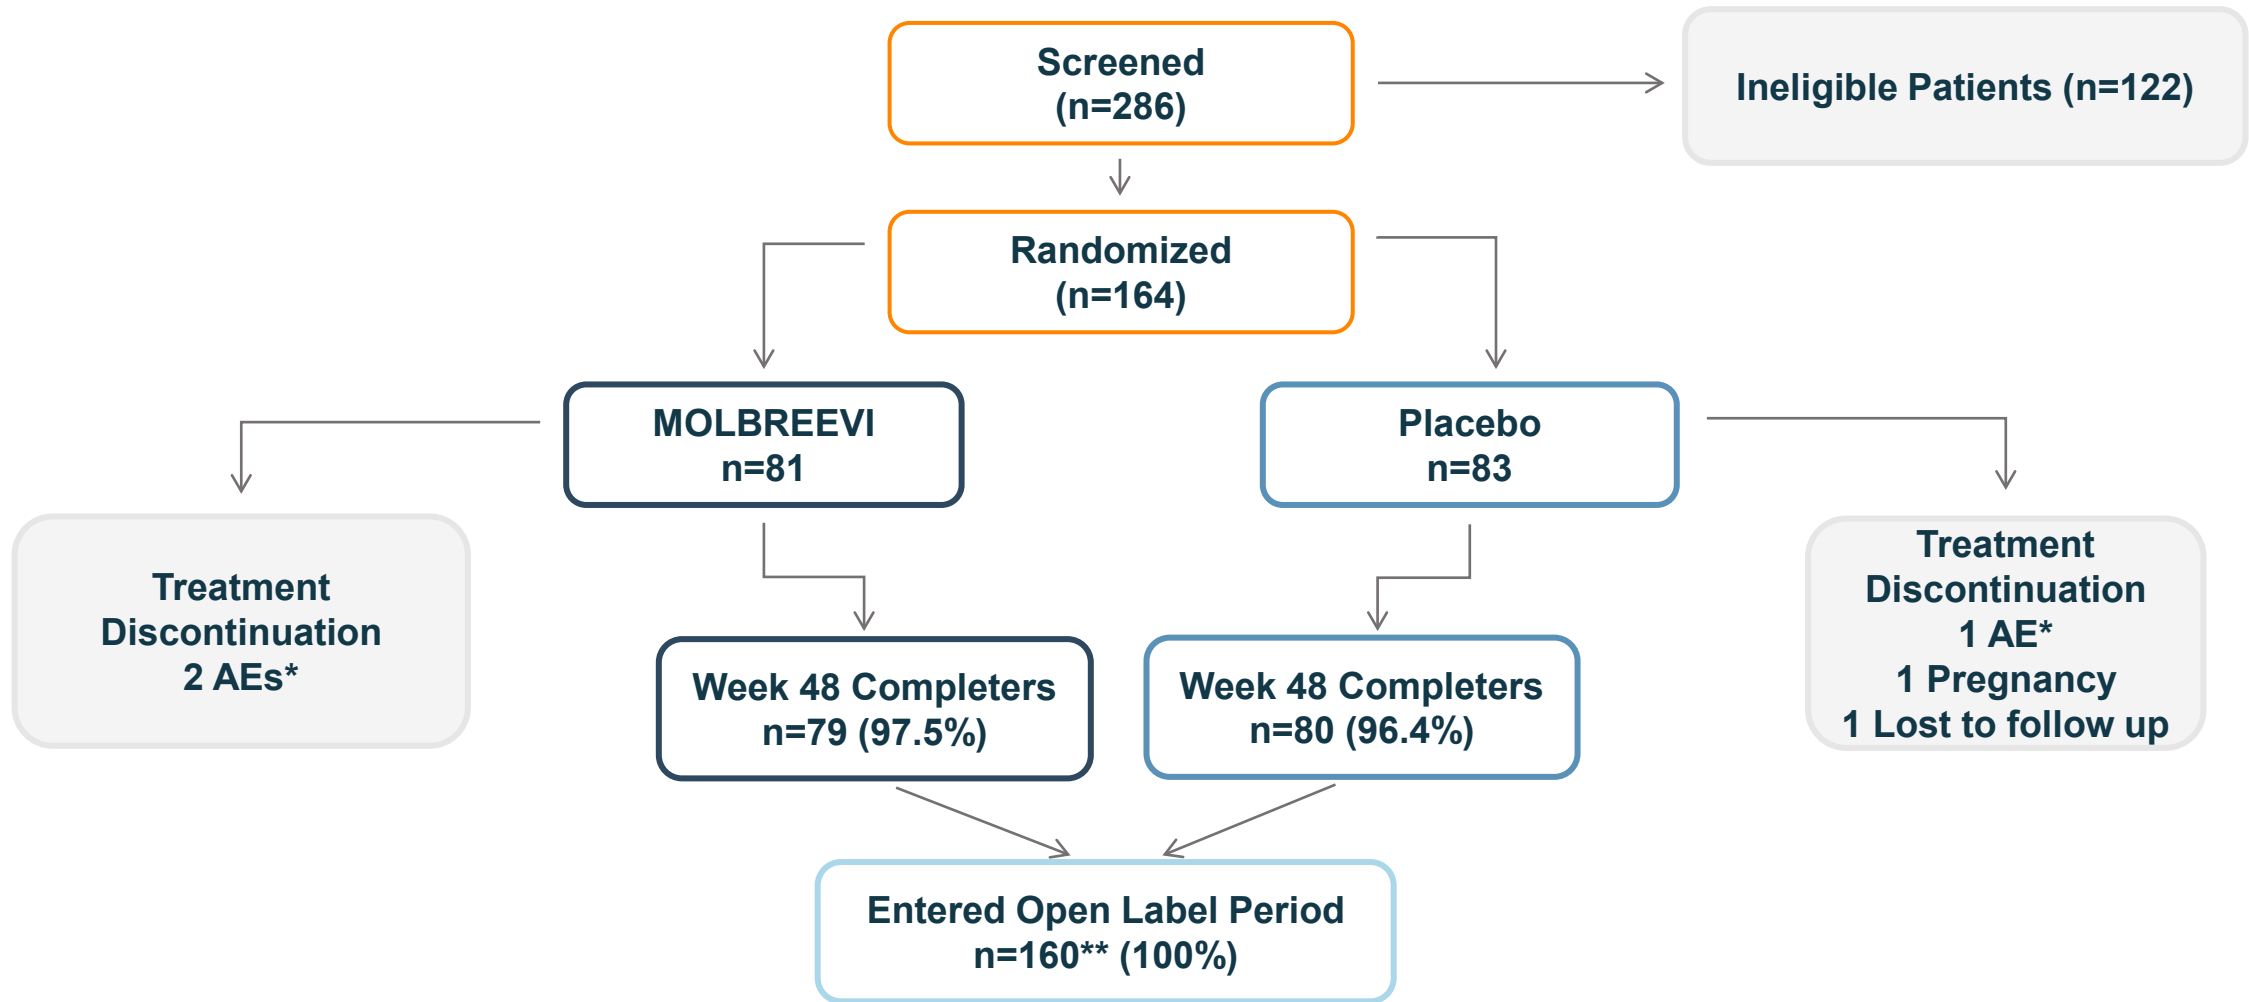 Screened
(n=286)
Ineligible Patients (n=122)
Randomized
(n=164)
MOLBREEVI
n=81
Placebo
n=83
Treatment
Discontinuation
2 AEs*
Week 48 Completers
n=79 (97.5%)
Week 48 Completers
n=80 (96.4%)
Treatment
Discontinuation
1 AE*
1 Pregnancy
1 Lost to follow up
Entered Open Label Period
n=160** (100%)